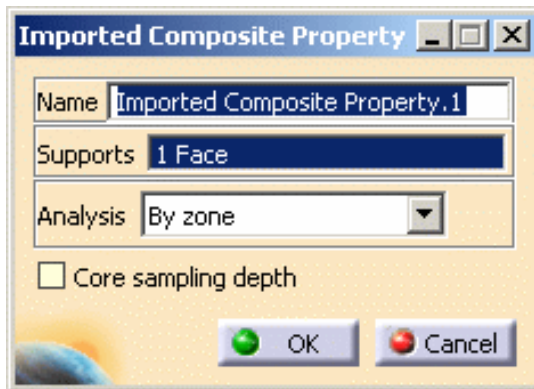 Imported Composite Property
Name Imported Composite Property.1
Supports 1 Face
Analysis By zone
Core sampling depth
OK Cancel